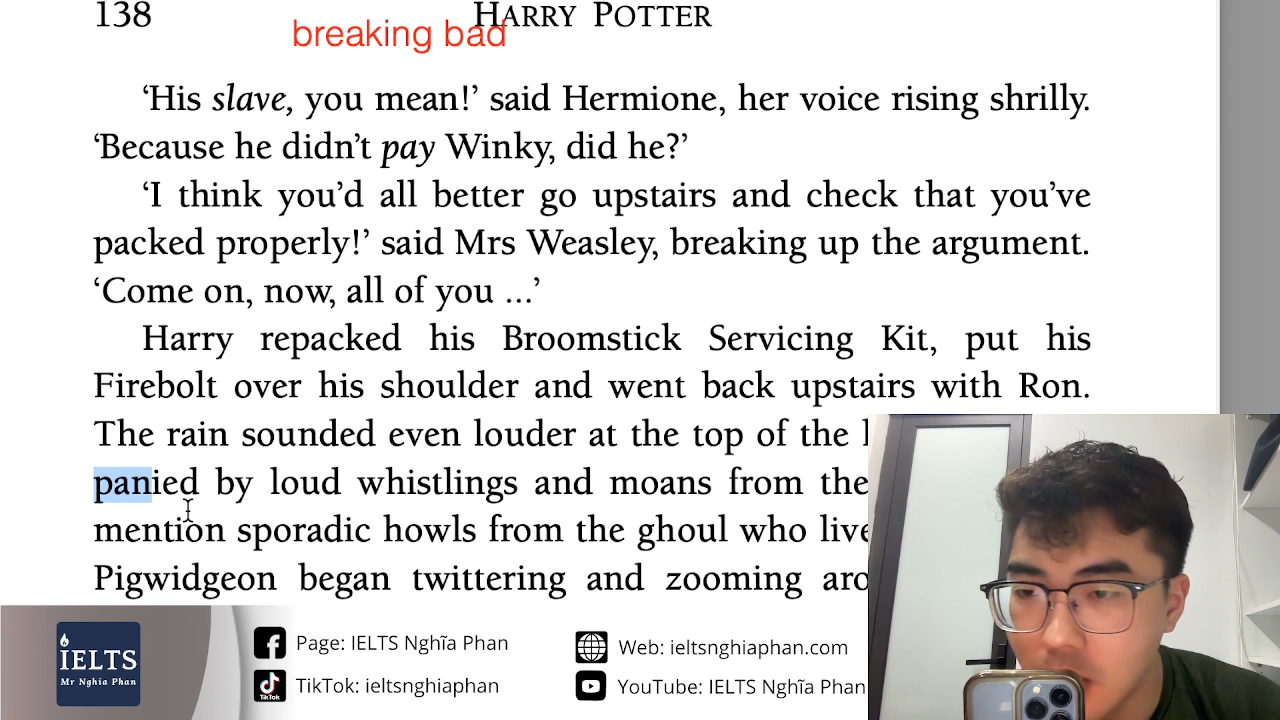 138
HARRY POTTER
breaking bad
‘His slave, you mean!’ said Hermione, her voice rising shrilly.
‘Because he didn’t pay Winky, did he?’
‘I think you’d all better go upstairs and check that you’ve
packed properly!’ said Mrs Weasley, breaking up the argument.
‘Come on, now, all of you ...’
Harry repacked his Broomstick Servicing Kit, put his
Firebolt over his shoulder and went back upstairs with Ron.
The rain sounded even louder at the top of the
panied by loud whistlings and moans from the
mention sporadic howls from the ghoul who live
Pigwidgeon began twittering and zooming aro
IELTS
Mr Nghia Phan
Page: IELTS Nghĩa Phan
TikTok
TikTok: ieltsnghiaphan
Web: ieltsnghiaphan.com
YouTube: IELTS Nghĩa Phan